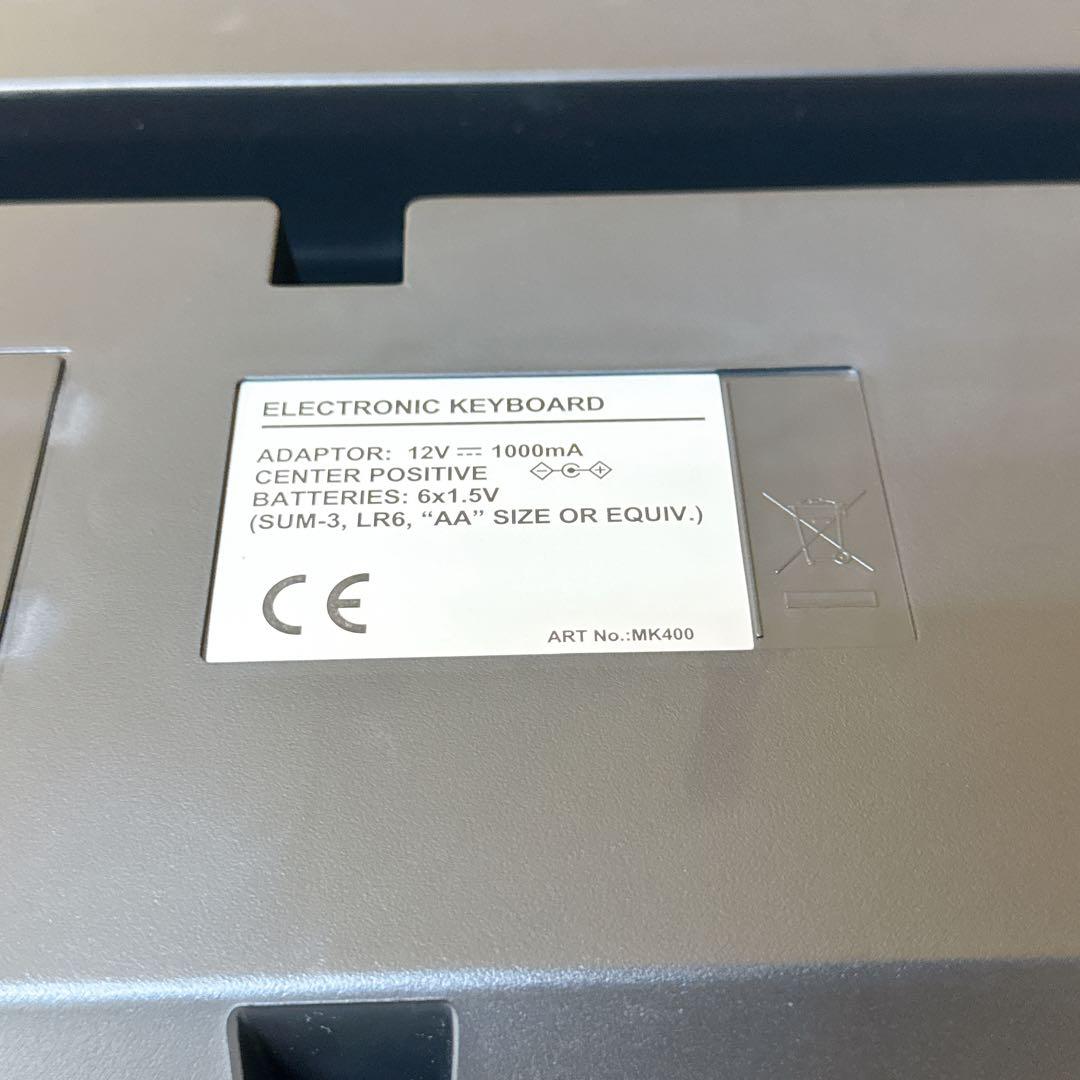 ELECTRONIC KEYBOARD
ADAPTOR: 12V ⎓ 1000mA
CENTER POSITIVE
BATTERIES: 6x1.5V
(SUM-3, LR6, “AA” SIZE OR EQUIV.)
CE
ART No.:MK400